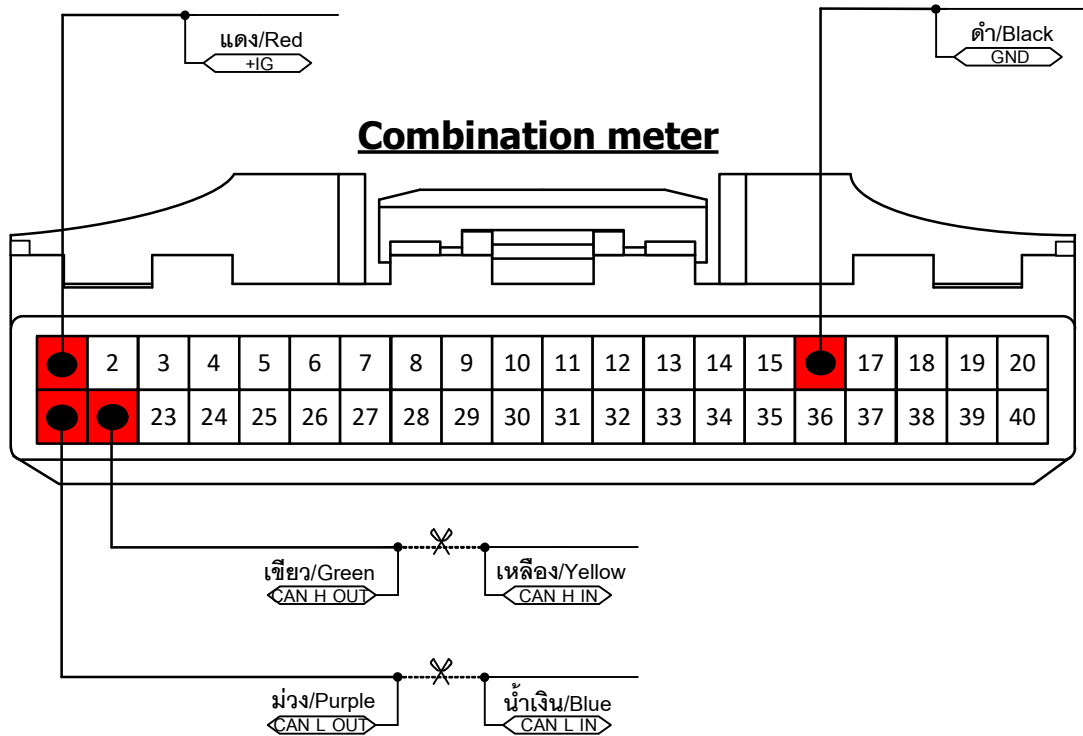 แดง/Red
+IG
ดำ/Black
GND
Combination meter
2 3 4 5 6 7 8 9 10 11 12 13 14 15 17 18 19 20
23 24 25 26 27 28 29 30 31 32 33 34 35 36 37 38 39 40
เขียว/Green
CAN H OUT
เหลือง/Yellow
CAN H IN
ม่วง/Purple
CAN L OUT
น้ำเงิน/Blue
CAN L IN